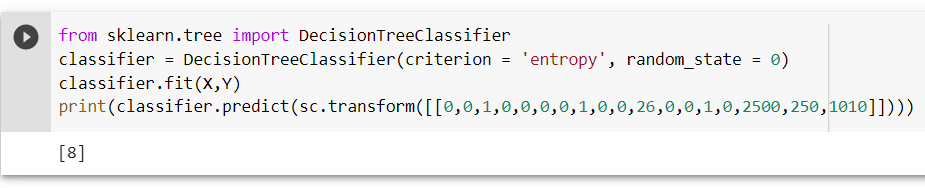 from sklearn.tree import DecisionTreeClassifier
classifier = DecisionTreeClassifier(criterion = 'entropy', random_state = 0)
classifier.fit(X,Y)
print(classifier.predict(sc.transform([[0,0,1,0,0,0,0,1,0,0,26,0,0,1,0,2500,250,1010]])))
[8]